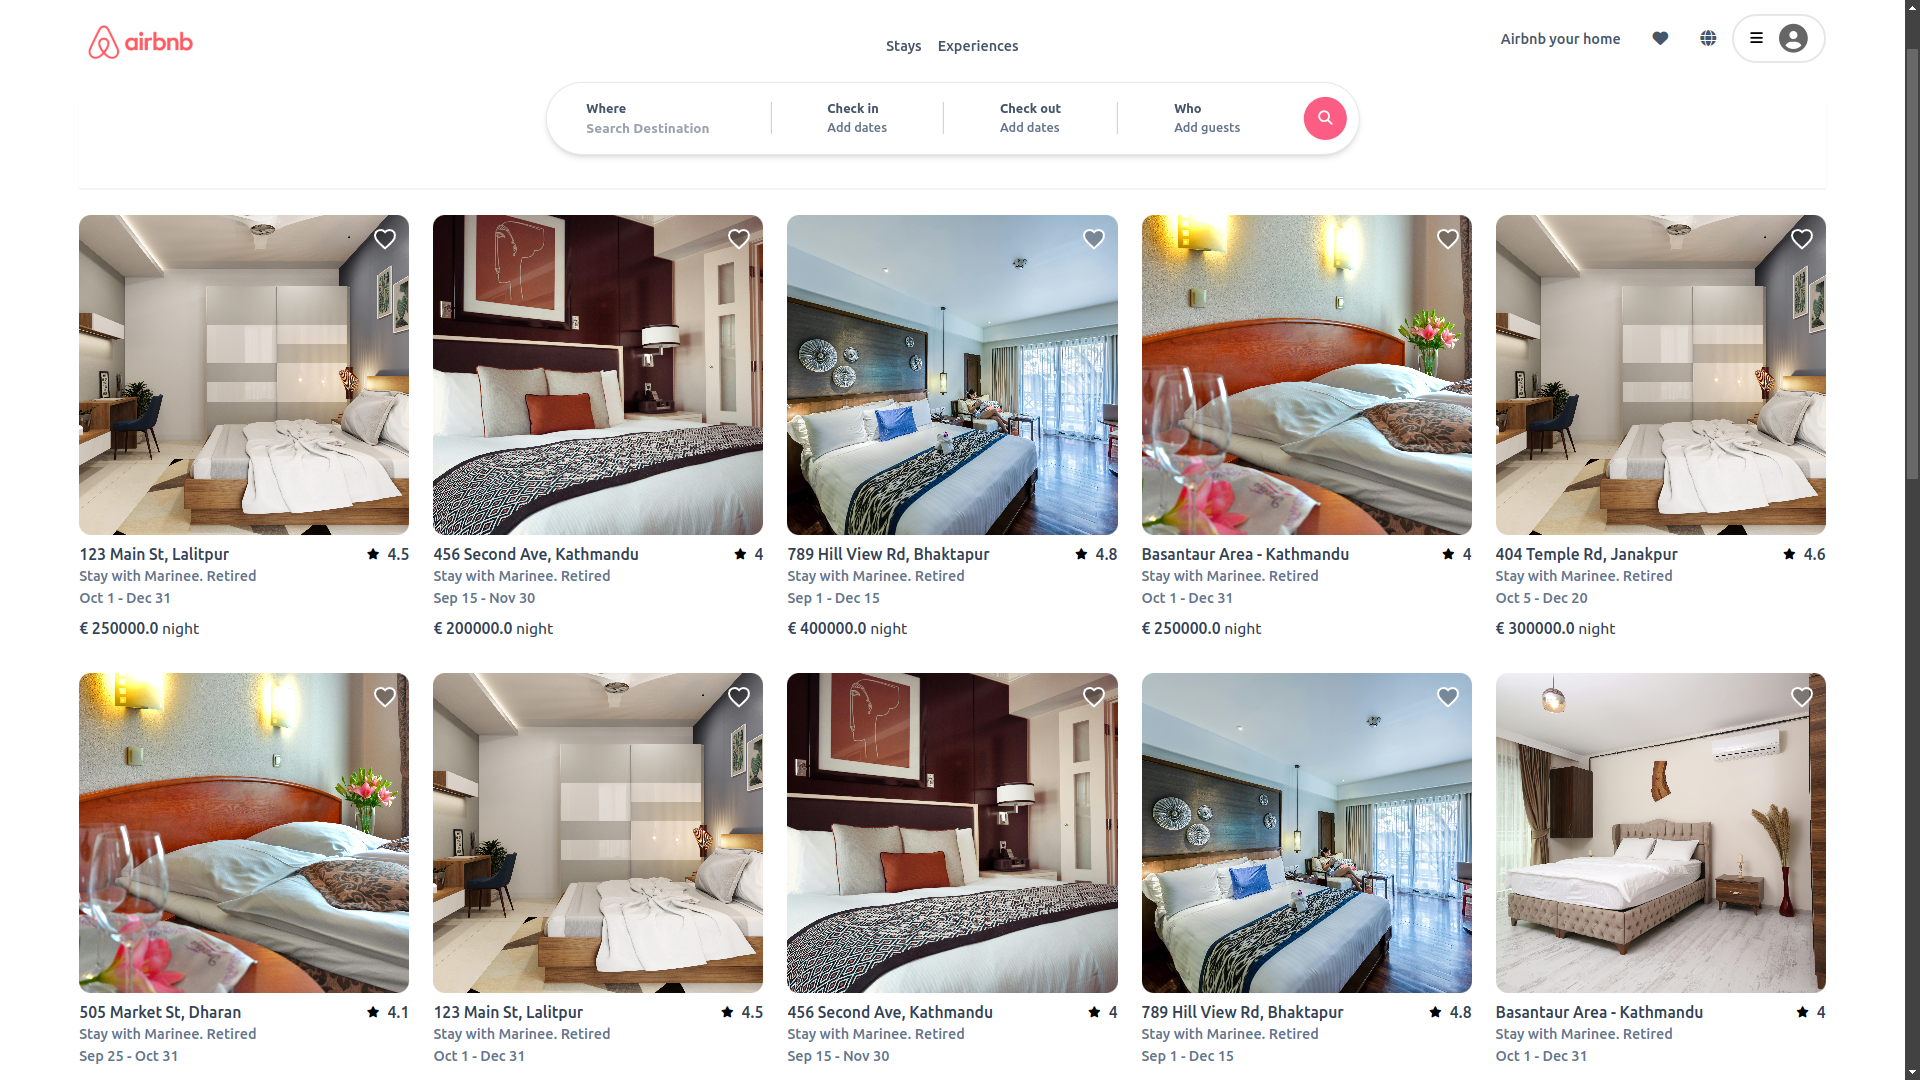 airbnb
Stays Experiences
Airbnb your home
Where
Search Destination
Check in
Add dates
Check out
Add dates
Who
Add guests
123 Main St, Lalitpur 4.5
Stay with Marinee. Retired
Oct 1 - Dec 31
€ 250000.0 night
456 Second Ave, Kathmandu 4
Stay with Marinee. Retired
Sep 15 - Nov 30
€ 200000.0 night
789 Hill View Rd, Bhaktapur 4.8
Stay with Marinee. Retired
Sep 1 - Dec 15
€ 400000.0 night
Basantaur Area - Kathmandu 4
Stay with Marinee. Retired
Oct 1 - Dec 31
€ 250000.0 night
404 Temple Rd, Janakpur 4.6
Stay with Marinee. Retired
Oct 5 - Dec 20
€ 300000.0 night
505 Market St, Dharan 4.1
Stay with Marinee. Retired
Sep 25 - Oct 31
123 Main St, Lalitpur 4.5
Stay with Marinee. Retired
Oct 1 - Dec 31
456 Second Ave, Kathmandu 4
Stay with Marinee. Retired
Sep 15 - Nov 30
789 Hill View Rd, Bhaktapur 4.8
Stay with Marinee. Retired
Sep 1 - Dec 15
Basantaur Area - Kathmandu 4
Stay with Marinee. Retired
Oct 1 - Dec 31